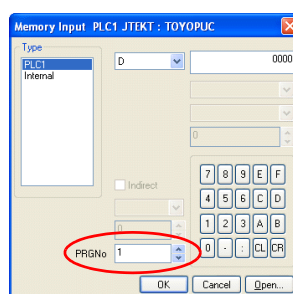 Memory Input PLC1 JTEKT : TOYOPUC
Type
PLC1
Internal
D
0000
0
Indirect
0
PRGNo
1
7 8 9 E F
4 5 6 C D
1 2 3 A B
0 - : CL CR
OK
Cancel
Open...